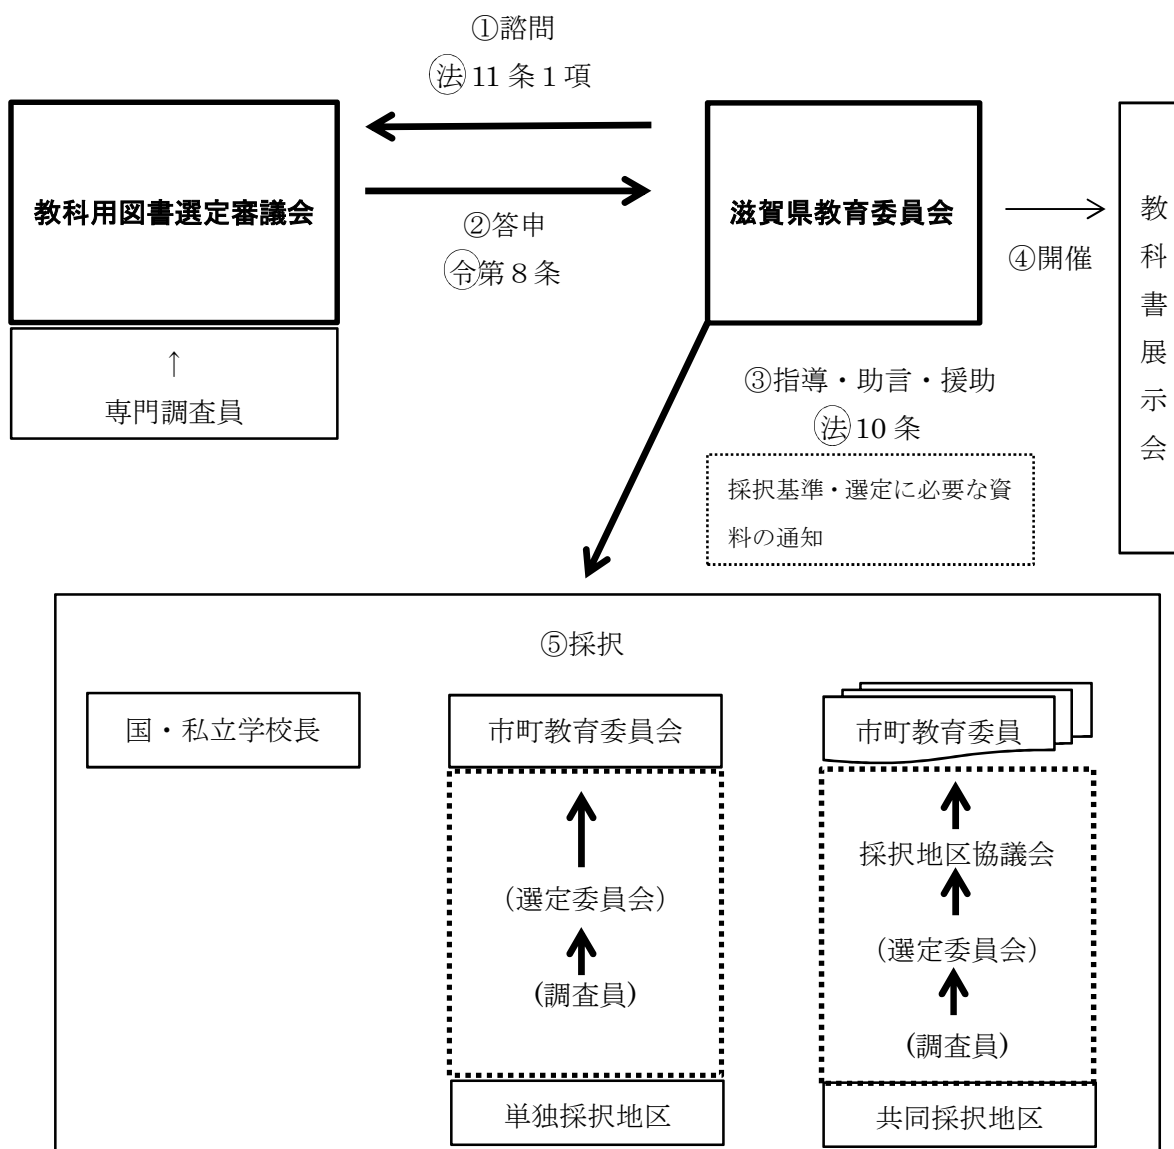 ①諮問
法11条1項
教科用図書選定審議会
滋賀県教育委員会
②答申
令第8条
④開催
教科書展示会
↑
専門調査員
③指導・助言・援助
法10条
採択基準・選定に必要な資
料の通知
⑤採択
国・私立学校長
市町教育委員会
(選定委員会)
(調査員)
単独採択地区
市町教育委員
採択地区協議会
(選定委員会)
(調査員)
共同採択地区